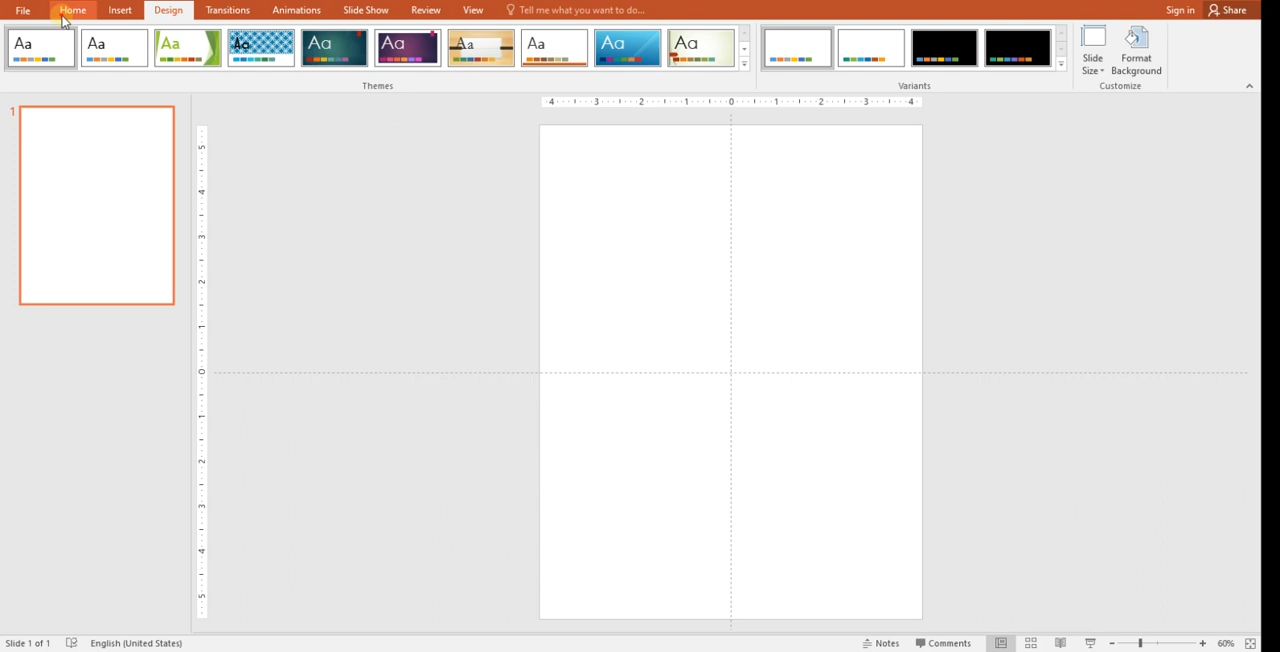 File Home Insert Design Transitions Animations Slide Show Review View Tell me what you want to do... Sign in Share
Aa Aa Aa Aa Aa Aa Aa Aa Aa Aa
Slide Size Format Background
Themes Variants Customize
1
4 3 2 1 0 1 2 3 4
5
4
3
2
1
0
1
2
3
4
5
Slide 1 of 1 English (United States) Notes Comments 60%